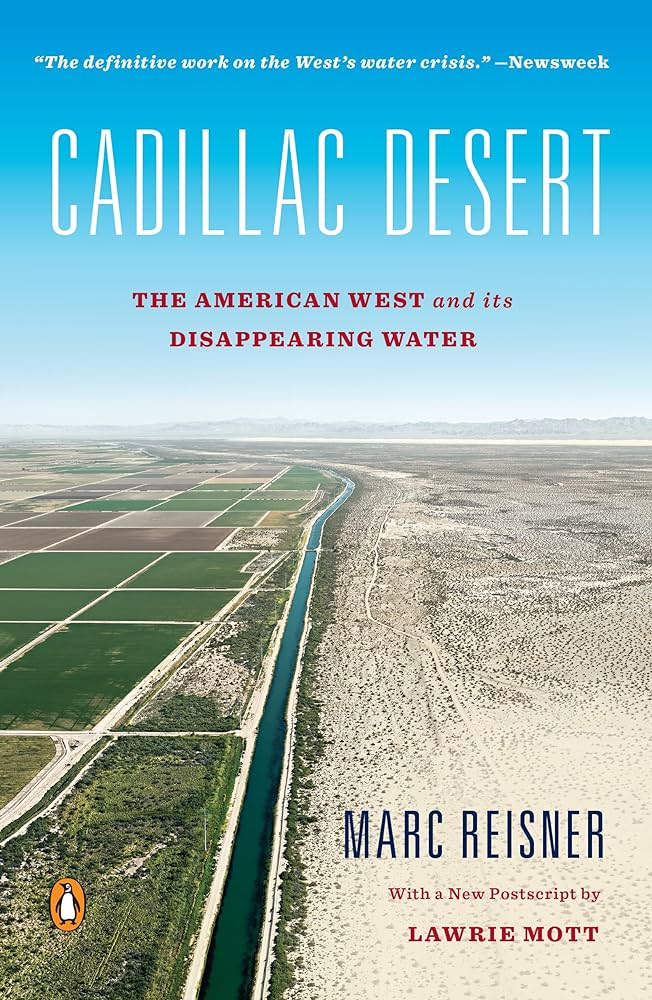 “The definitive work on the West’s water crisis.” —Newsweek
CADILLAC DESERT
THE AMERICAN WEST and its
DISAPPEARING WATER
MARC REISNER
With a New Postscript by
LAWRIE MOTT